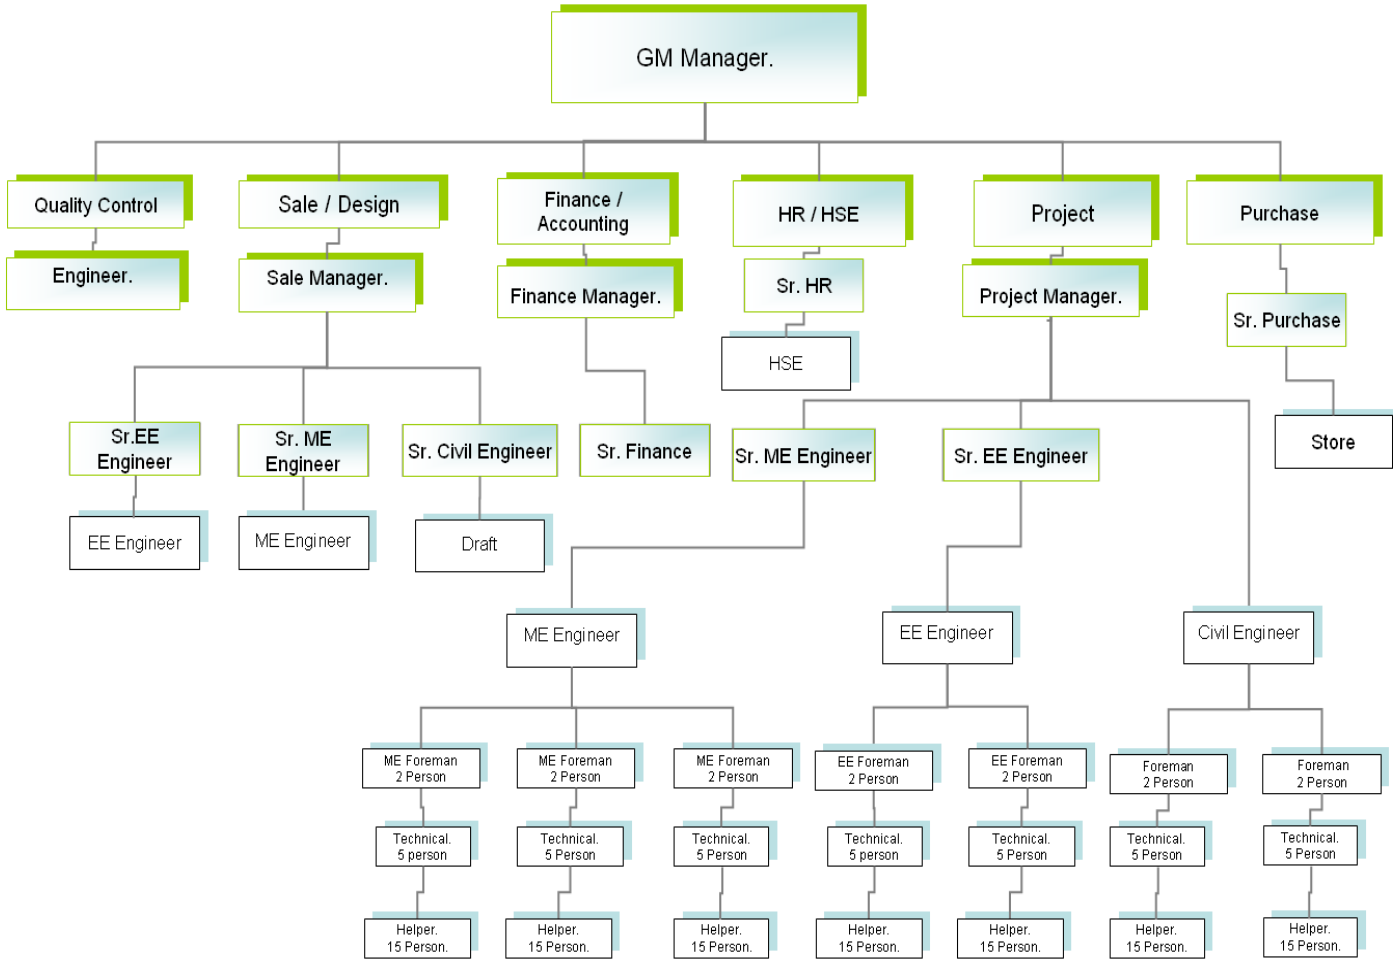 GM Manager.
Quality Control
Sale / Design
Finance /
Accounting
HR / HSE
Project
Purchase
Engineer.
Sale Manager.
Finance Manager.
Sr. HR
Project Manager.
Sr. Purchase
HSE
Sr.EE
Engineer
Sr. ME
Engineer
Sr. Civil Engineer
Sr. Finance
Sr. ME Engineer
Sr. EE Engineer
Store
EE Engineer
ME Engineer
Draft
ME Engineer
EE Engineer
Civil Engineer
ME Foreman
2 Person
ME Foreman
2 Person
ME Foreman
2 Person
EE Foreman
2 Person
EE Foreman
2 Person
Foreman
2 Person
Foreman
2 Person
Technical.
5 person
Technical.
5 Person
Technical.
5 Person
Technical.
5 person
Technical.
5 Person
Technical.
5 Person
Technical.
5 Person
Helper.
15 Person.
Helper.
15 Person.
Helper.
15 Person.
Helper.
15 Person.
Helper.
15 Person.
Helper.
15 Person.
Helper.
15 Person.